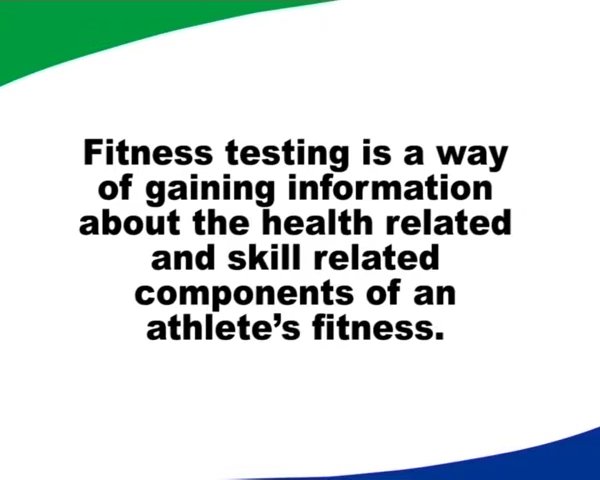 Fitness testing is a way
of gaining information
about the health related
and skill related
components of an
athlete’s fitness.